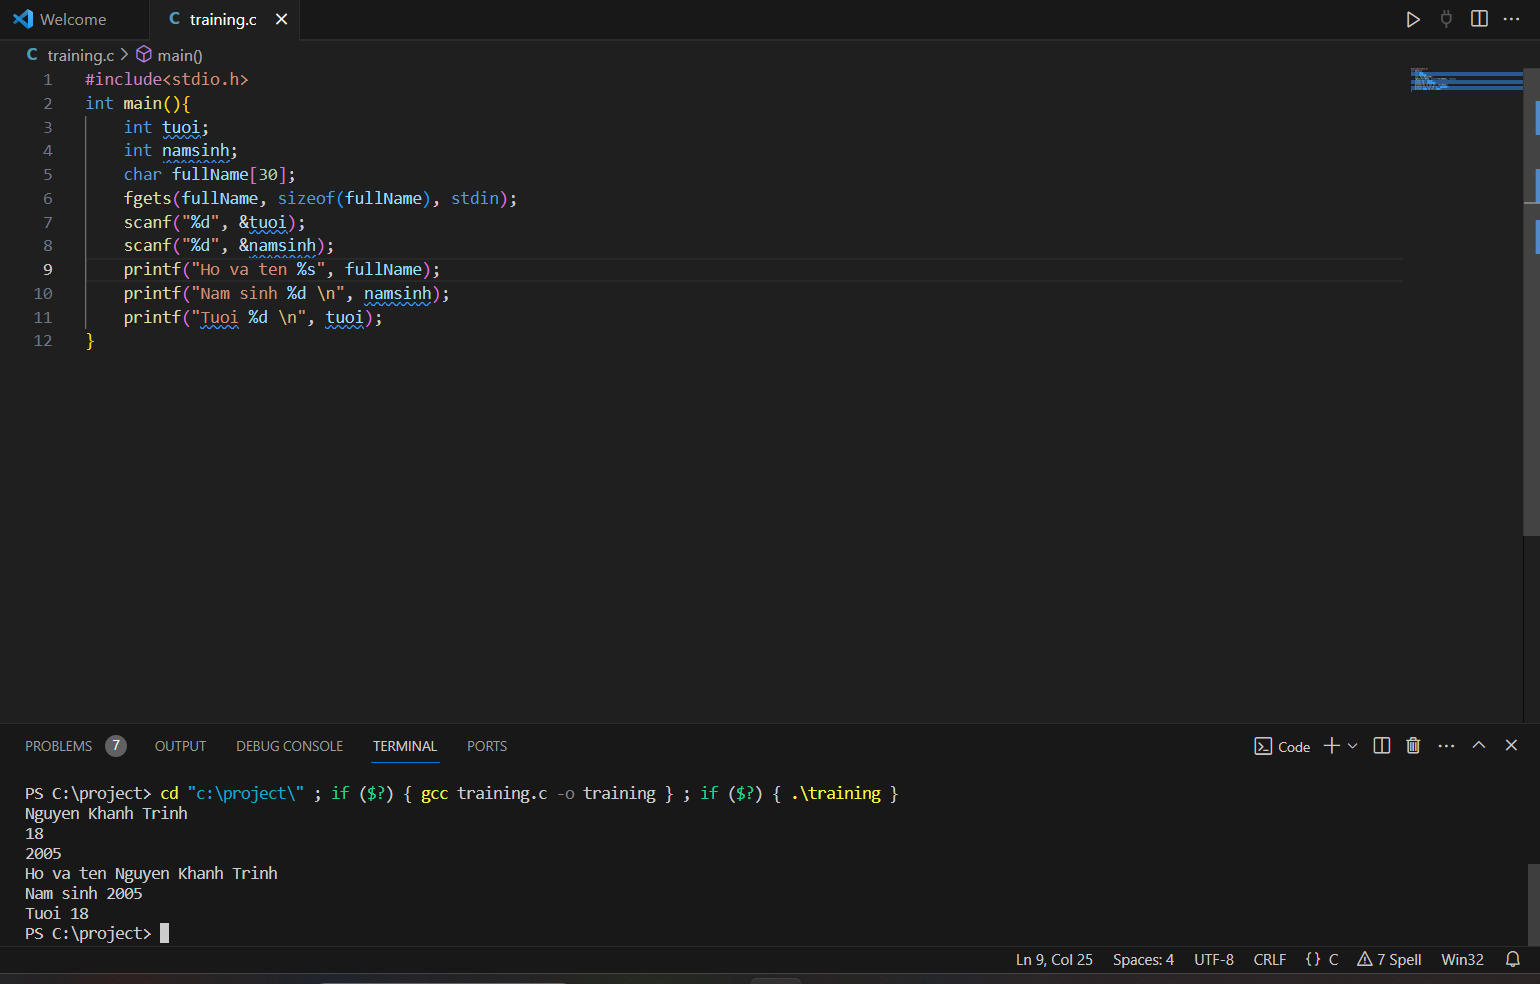 Welcome training.c
training.c > main()
1 #include<stdio.h>
2 int main(){
3 int tuoi;
4 int namsinh;
5 char fullName[30];
6 fgets(fullName, sizeof(fullName), stdin);
7 scanf("%d", &tuoi);
8 scanf("%d", &namsinh);
9 printf("Ho va ten %s", fullName);
10 printf("Nam sinh %d \n", namsinh);
11 printf("Tuoi %d \n", tuoi);
12 }
PROBLEMS 7 OUTPUT DEBUG CONSOLE TERMINAL PORTS Code
PS C:\project> cd "c:\project\" ; if ($?) { gcc training.c -o training } ; if ($?) { .\training }
Nguyen Khanh Trinh
18
2005
Ho va ten Nguyen Khanh Trinh
Nam sinh 2005
Tuoi 18
PS C:\project>
Ln 9, Col 25 Spaces: 4 UTF-8 CRLF {} C 7 Spell Win32